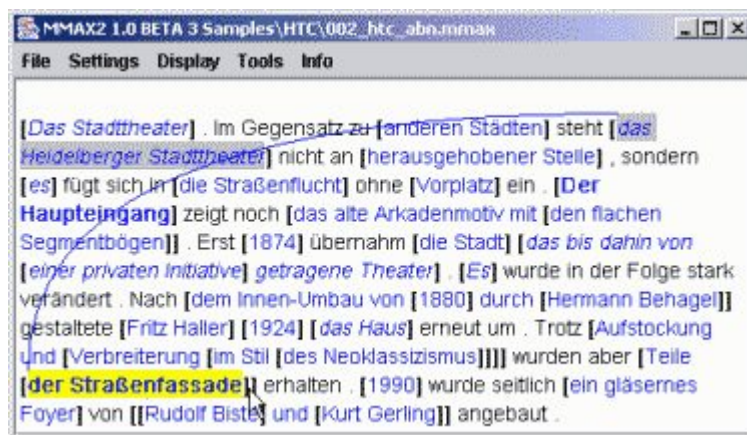 MMAX2 1.0 BETA 3 Samples\HTC\002_htc_abn.mmax
File Settings Display Tools Info
[Das Stadttheater] . Im Gegensatz zu [anderen Städten] steht [das
Heidelberger Stadttheater] nicht an [herausgehobener Stelle] , sondern
[es] fügt sich in [die Straßenflucht] ohne [Vorplatz] ein . [Der
Haupteingang] zeigt noch [das alte Arkadenmotiv mit [den flachen
Segmentbögen]] . Erst [1874] übernahm [die Stadt] [das bis dahin von
[einer privaten Initiative] getragene Theater] . [Es] wurde in der Folge stark
verändert . Nach [dem Innen-Umbau von [1880] durch [Hermann Behagel]]
gestaltete [Fritz Haller] [1924] [das Haus] erneut um . Trotz [Aufstockung
und [Verbreiterung [im Stil [des Neoklassizismus]]]] wurden aber [Teile
[der Straßenfassade]] erhalten . [1990] wurde seitlich [ein gläsernes
Foyer] von [[Rudolf Biste] und [Kurt Gerling]] angebaut .